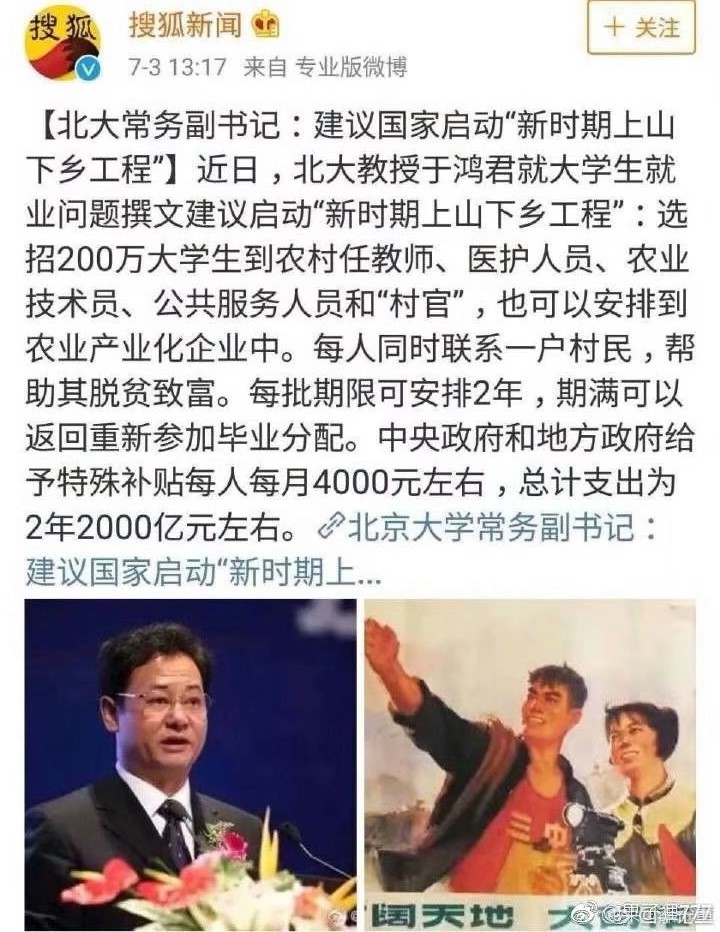 搜狐
搜狐新闻
+ 关注
7-3 13:17 来自 专业版微博
【北大常务副书记：建议国家启动“新时期上山
下乡工程”】近日，北大教授于鸿君就大学生就
业问题撰文建议启动“新时期上山下乡工程”：选
招200万大学生到农村任教师、医护人员、农业
技术员、公共服务人员和“村官”，也可以安排到
农业产业化企业中。每人同时联系一户村民，帮
助其脱贫致富。每批期限可安排2年，期满可以
返回重新参加毕业分配。中央政府和地方政府给
予特殊补贴每人每月4000元左右，总计支出为
2年2000亿元左右。北京大学常务副书记：
建议国家启动“新时期上...
三中
阔天地 大